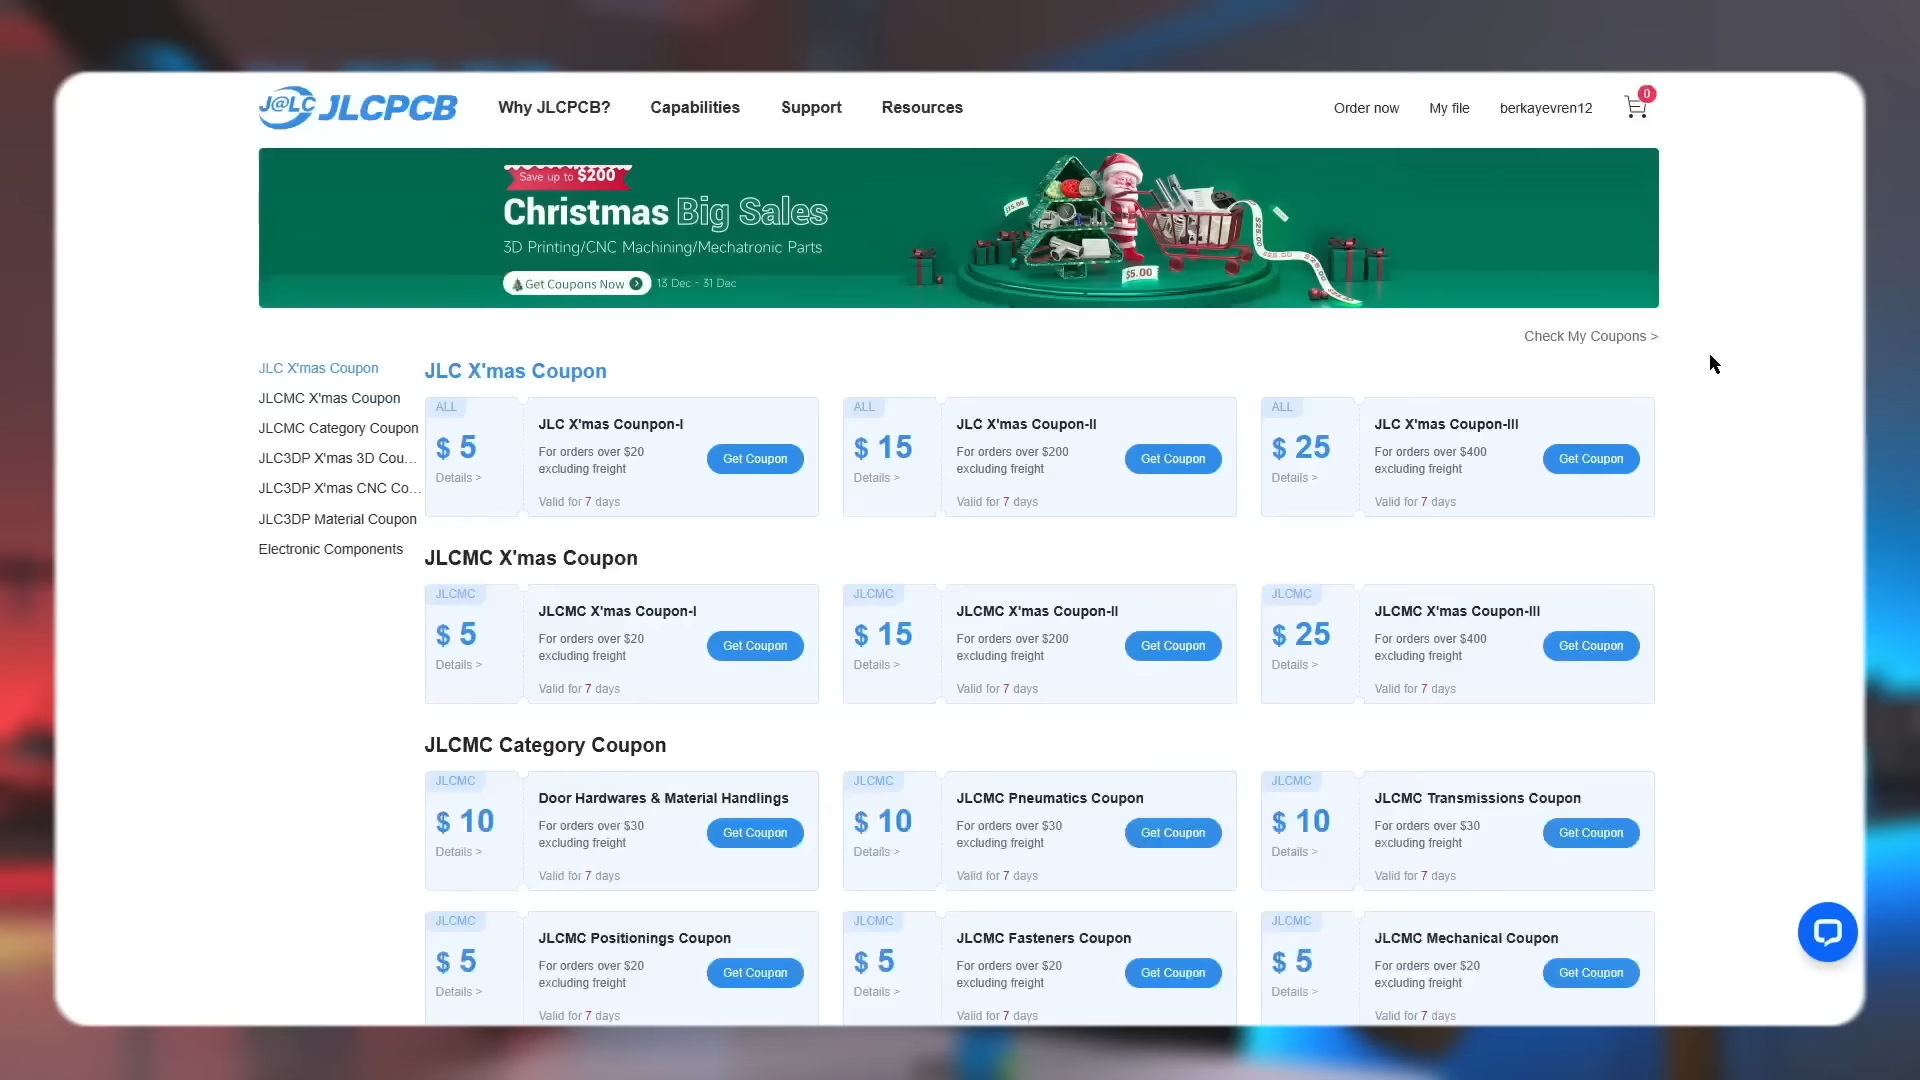 J@LC JLCPCB
Why JLCPCB?
Capabilities
Support
Resources
Order now
My file
berkayevren12
0
Save up to $200
Christmas Big Sales
3D Printing/CNC Machining/Mechatronic Parts
Get Coupons Now
13 Dec - 31 Dec
$5.00
Check My Coupons >
JLC X'mas Coupon
JLCMC X'mas Coupon
JLCMC Category Coupon
JLC3DP X'mas 3D Cou...
JLC3DP X'mas CNC Co...
JLC3DP Material Coupon
Electronic Components
JLC X'mas Coupon
ALL
$ 5
Details >
JLC X'mas Counpon-I
For orders over $20
excluding freight
Valid for 7 days
Get Coupon
ALL
$ 15
Details >
JLC X'mas Coupon-II
For orders over $200
excluding freight
Valid for 7 days
Get Coupon
ALL
$ 25
Details >
JLC X'mas Coupon-III
For orders over $400
excluding freight
Valid for 7 days
Get Coupon
JLCMC X'mas Coupon
JLCMC
$ 5
Details >
JLCMC X'mas Coupon-I
For orders over $20
excluding freight
Valid for 7 days
Get Coupon
JLCMC
$ 15
Details >
JLCMC X'mas Coupon-II
For orders over $200
excluding freight
Valid for 7 days
Get Coupon
JLCMC
$ 25
Details >
JLCMC X'mas Coupon-III
For orders over $400
excluding freight
Valid for 7 days
Get Coupon
JLCMC Category Coupon
JLCMC
$ 10
Details >
Door Hardwares & Material Handlings
For orders over $30
excluding freight
Valid for 7 days
Get Coupon
JLCMC
$ 10
Details >
JLCMC Pneumatics Coupon
For orders over $30
excluding freight
Valid for 7 days
Get Coupon
JLCMC
$ 10
Details >
JLCMC Transmissions Coupon
For orders over $30
excluding freight
Valid for 7 days
Get Coupon
JLCMC
$ 5
Details >
JLCMC Positionings Coupon
For orders over $20
excluding freight
Valid for 7 days
Get Coupon
JLCMC
$ 5
Details >
JLCMC Fasteners Coupon
For orders over $20
excluding freight
Valid for 7 days
Get Coupon
JLCMC
$ 5
Details >
JLCMC Mechanical Coupon
For orders over $20
excluding freight
Valid for 7 days
Get Coupon